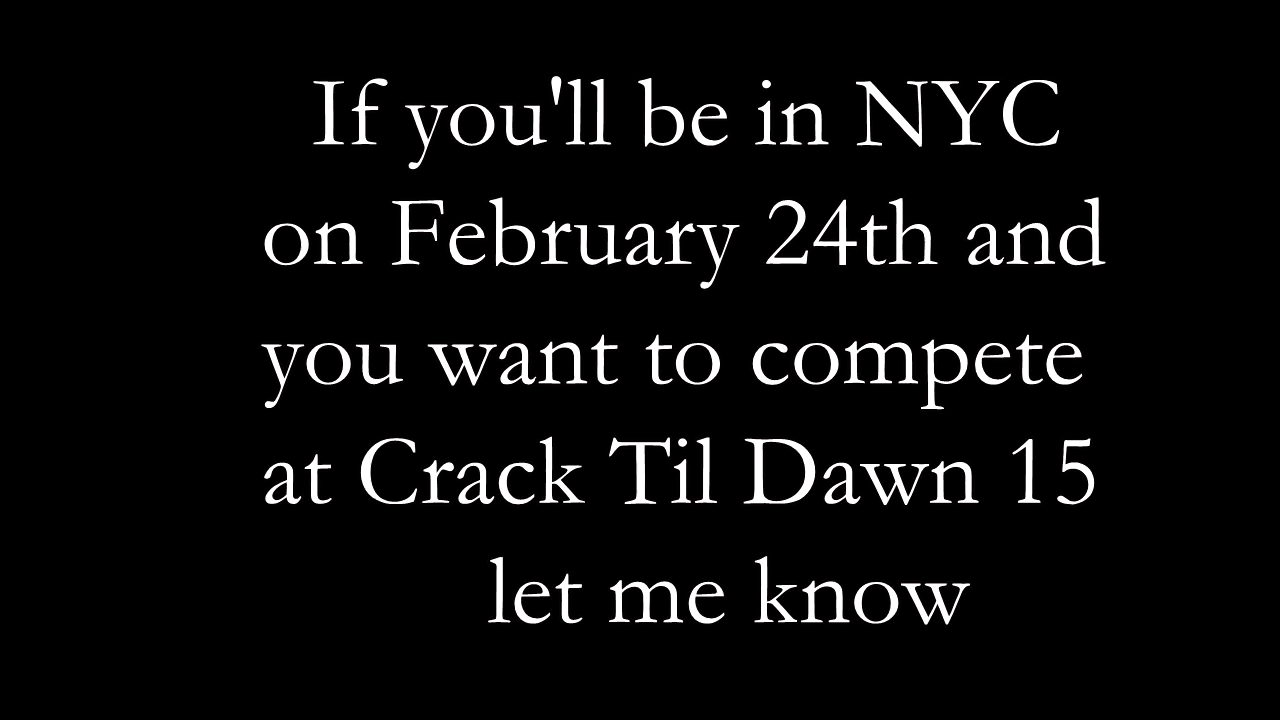 If you'll be in NYC
on February 24th and
you want to compete
at Crack Til Dawn 15
let me know